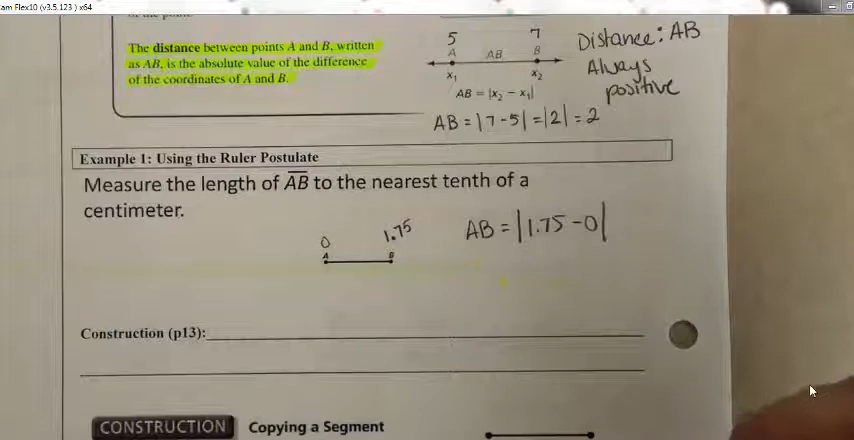 am Flex10 (v3.5.123 ) x64
of the point.
The distance between points A and B, written
as AB, is the absolute value of the difference
of the coordinates of A and B.
5 7
A AB B
x₁ x₂
AB = |x₂ − x₁|
AB = |7-5| = |2| = 2
Distance: AB
Always
positive
Example 1: Using the Ruler Postulate
Measure the length of A̅B̅ to the nearest tenth of a
centimeter.
0 1.75
A B
AB = |1.75 - 0|
Construction (p13):
CONSTRUCTION Copying a Segment